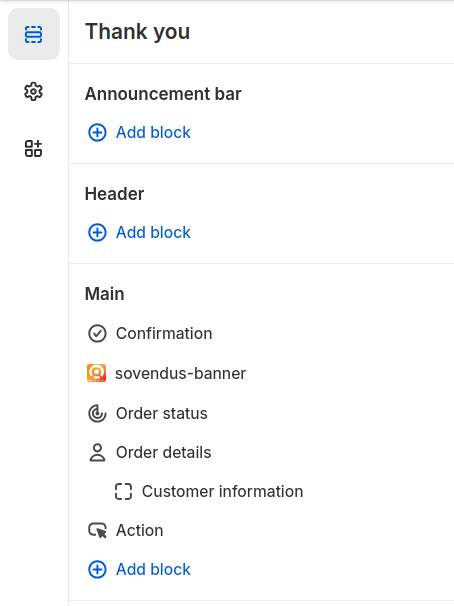 Thank you
Announcement bar
Add block
Header
Add block
Main
Confirmation
sovendus-banner
Order status
Order details
Customer information
Action
Add block